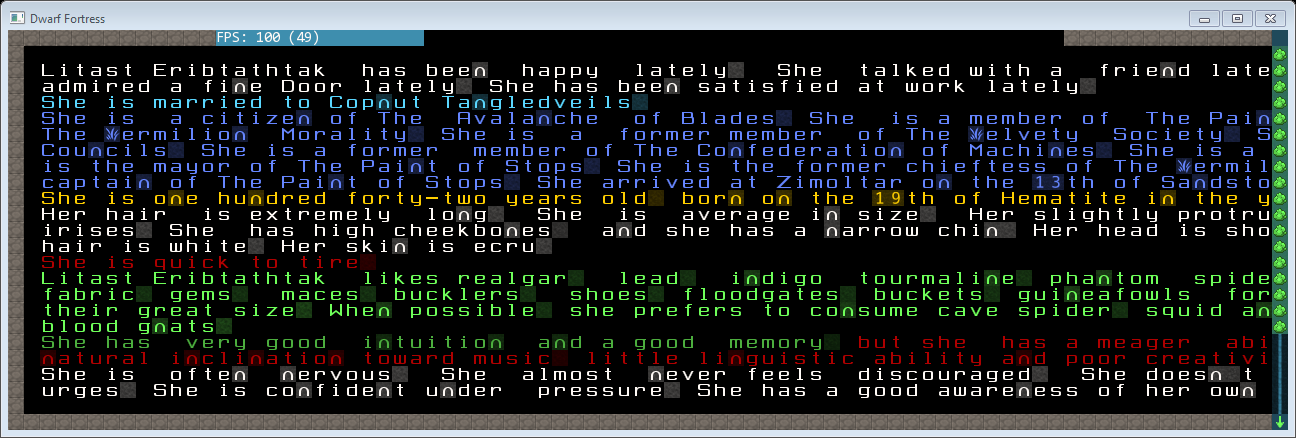 Dwarf Fortress
FPS: 100 (49)
Litast Eribtathtak has been happy lately She talked with a friend late
admired a fine Door lately She has been satisfied at work lately
She is married to Copnut Tangledveils
She is a citizen of The Avalanche of Blades She is a member of The Pain
The Vermilion Morality She is a former member of The Velvety Society S
Councils She is a former member of The Confederation of Machines She is a
is the mayor of The Paint of Stops She is the former chieftess of The Vermil
captain of The Paint of Stops She arrived at Zimoltar on the 13th of Sandsto
She is one hundred forty-two years old born on the 19th of Hematite in the y
Her hair is extremely long She is average in size Her slightly protru
irises She has high cheekbones and she has a narrow chin Her head is sho
hair is white Her skin is ecru
She is quick to tire
Litast Eribtathtak likes realgar lead indigo tourmaline phantom spide
fabric gems maces bucklers shoes floodgates buckets guineafowls for
their great size When possible she prefers to consume cave spider squid an
blood gnats
She has very good intuition and a good memory but she has a meager abi
natural inclination toward music little linguistic ability and poor creativi
She is often nervous She almost never feels discouraged She doesn t
urges She is confident under pressure She has a good awareness of her own